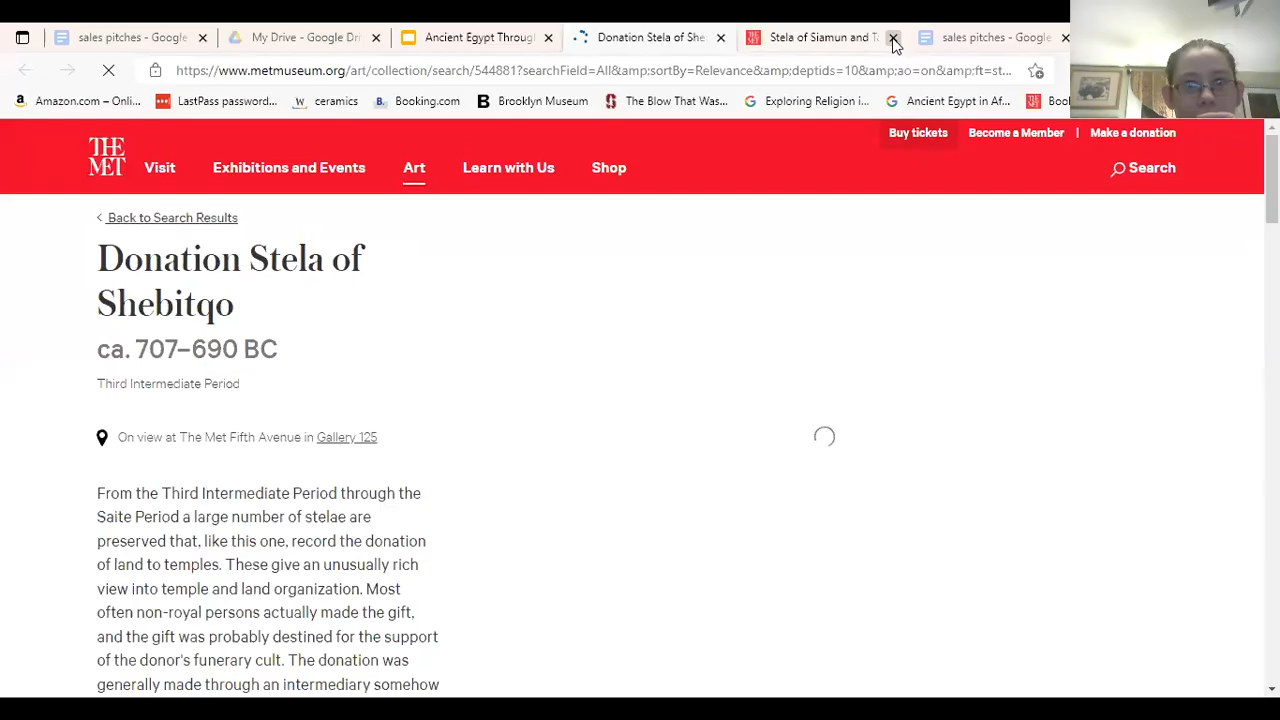 sales pitches - Google
My Drive - Google Dri
Ancient Egypt Throug
Donation Stela of She
Stela of Siamun and Ta
sales pitches - Google
https://www.metmuseum.org/art/collection/search/544881?searchField=All&amp;sortBy=Relevance&amp;deptids=10&amp;ao=on&amp;ft=st...
Amazon.com – Onli...
LastPass password...
ceramics
Booking.com
Brooklyn Museum
The Blow That Was...
Exploring Religion i...
Ancient Egypt in Af...
Boo
Buy tickets
Become a Member
Make a donation
THE MET
Visit
Exhibitions and Events
Art
Learn with Us
Shop
Search
Back to Search Results
Donation Stela of
Shebitqo
ca. 707–690 BC
Third Intermediate Period
On view at The Met Fifth Avenue in Gallery 125
From the Third Intermediate Period through the
Saite Period a large number of stelae are
preserved that, like this one, record the donation
of land to temples. These give an unusually rich
view into temple and land organization. Most
often non-royal persons actually made the gift,
and the gift was probably destined for the support
of the donor's funerary cult. The donation was
generally made through an intermediary somehow